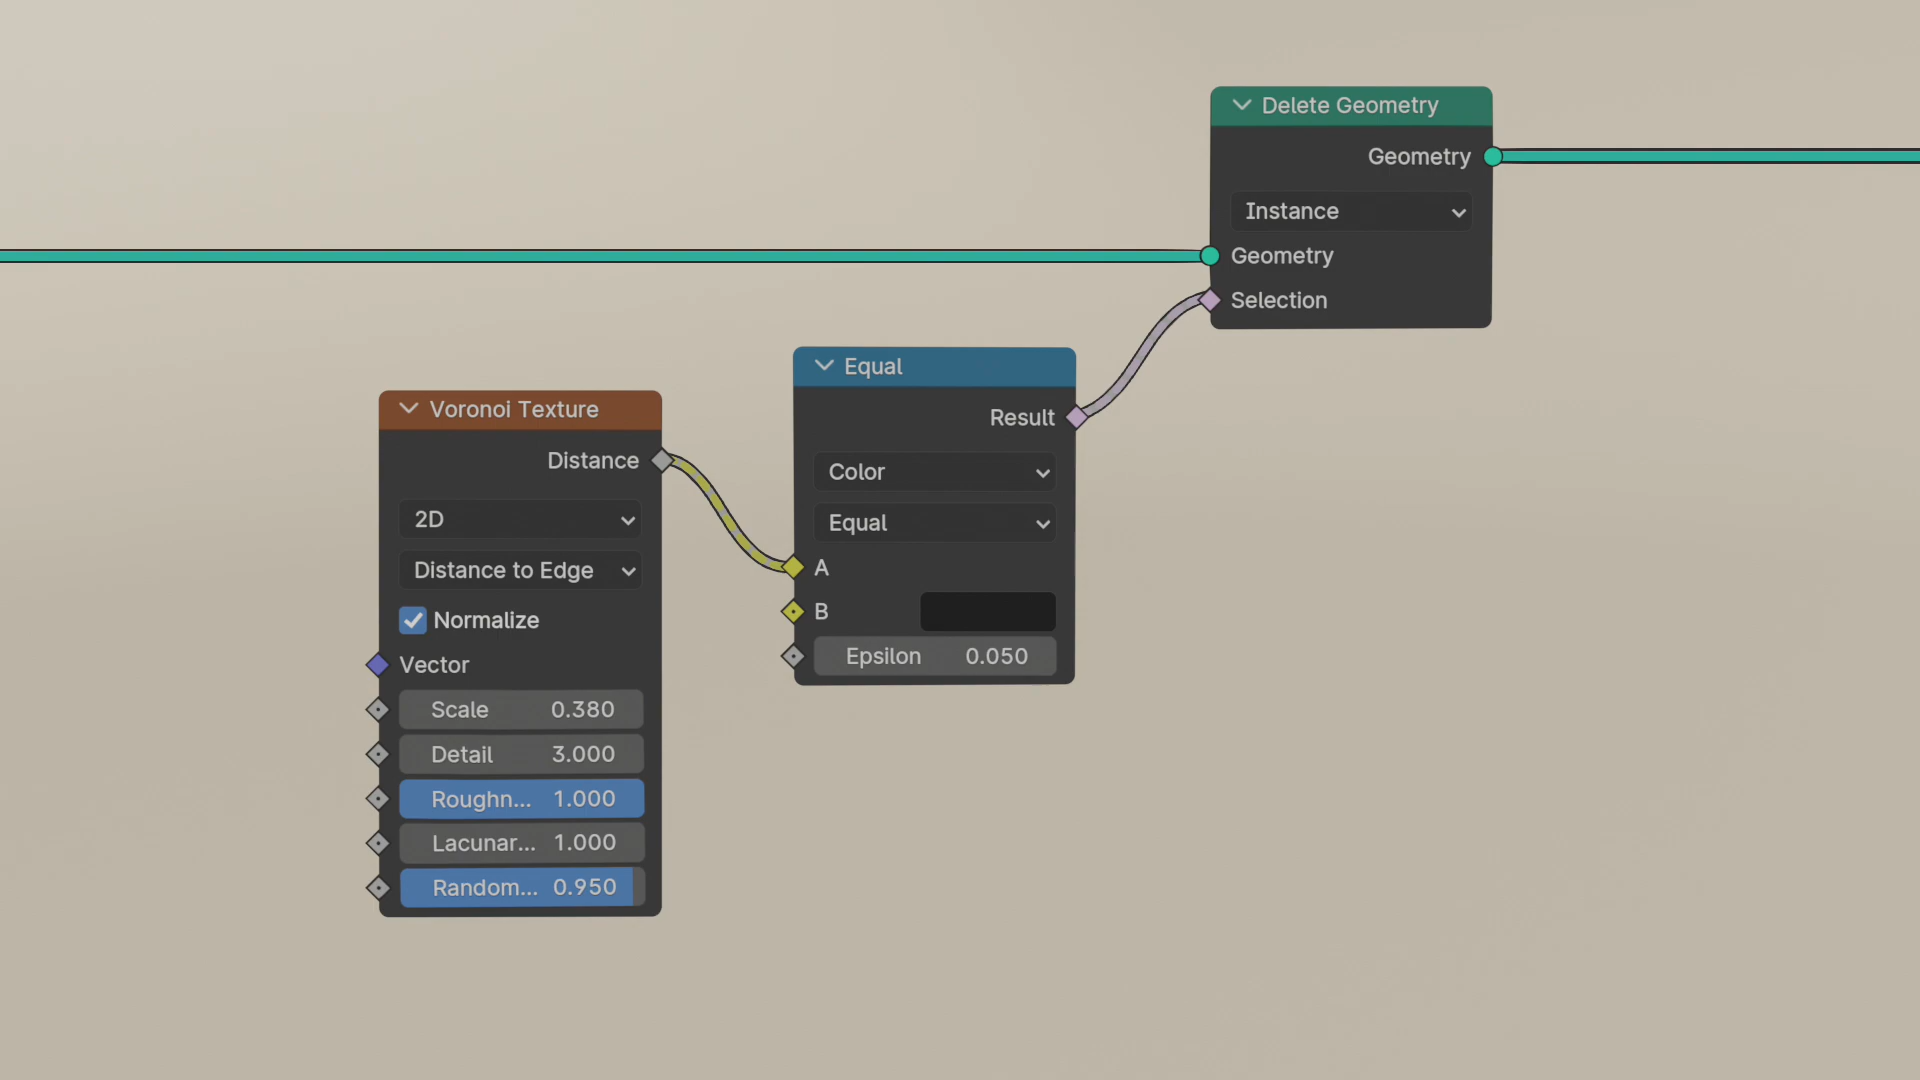 Delete Geometry
Geometry
Instance
Geometry
Selection
Equal
Result
Color
Equal
A
B
Epsilon 0.050
Voronoi Texture
Distance
2D
Distance to Edge
Normalize
Vector
Scale 0.380
Detail 3.000
Roughn... 1.000
Lacunar... 1.000
Random... 0.950